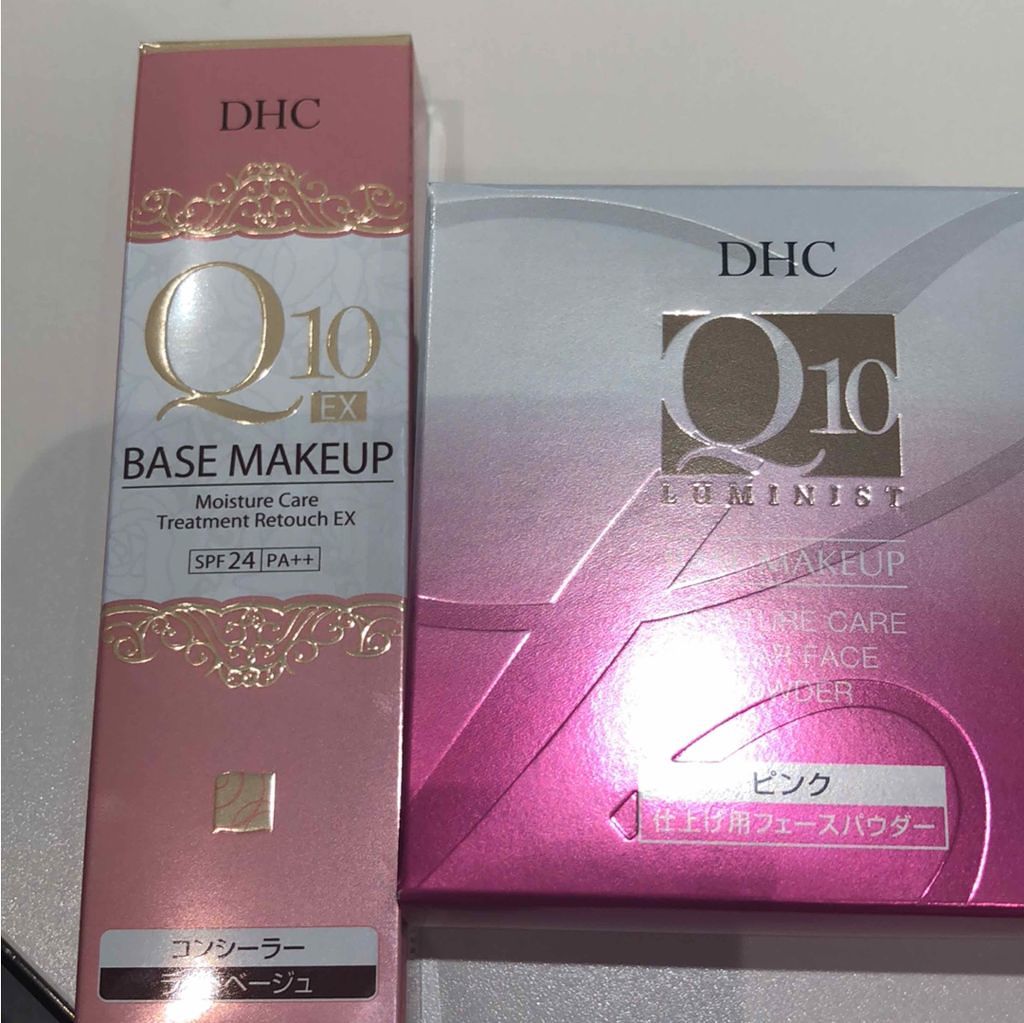 DHC
Q10
EX
BASE MAKEUP
Moisture Care
Treatment Retouch EX
SPF24 PA++
コンシーラー
ベージュ
DHC
Q10
LUMINIST
MAKEUP
CARE
FACE
ピンク
仕上げ用フェースパウダー